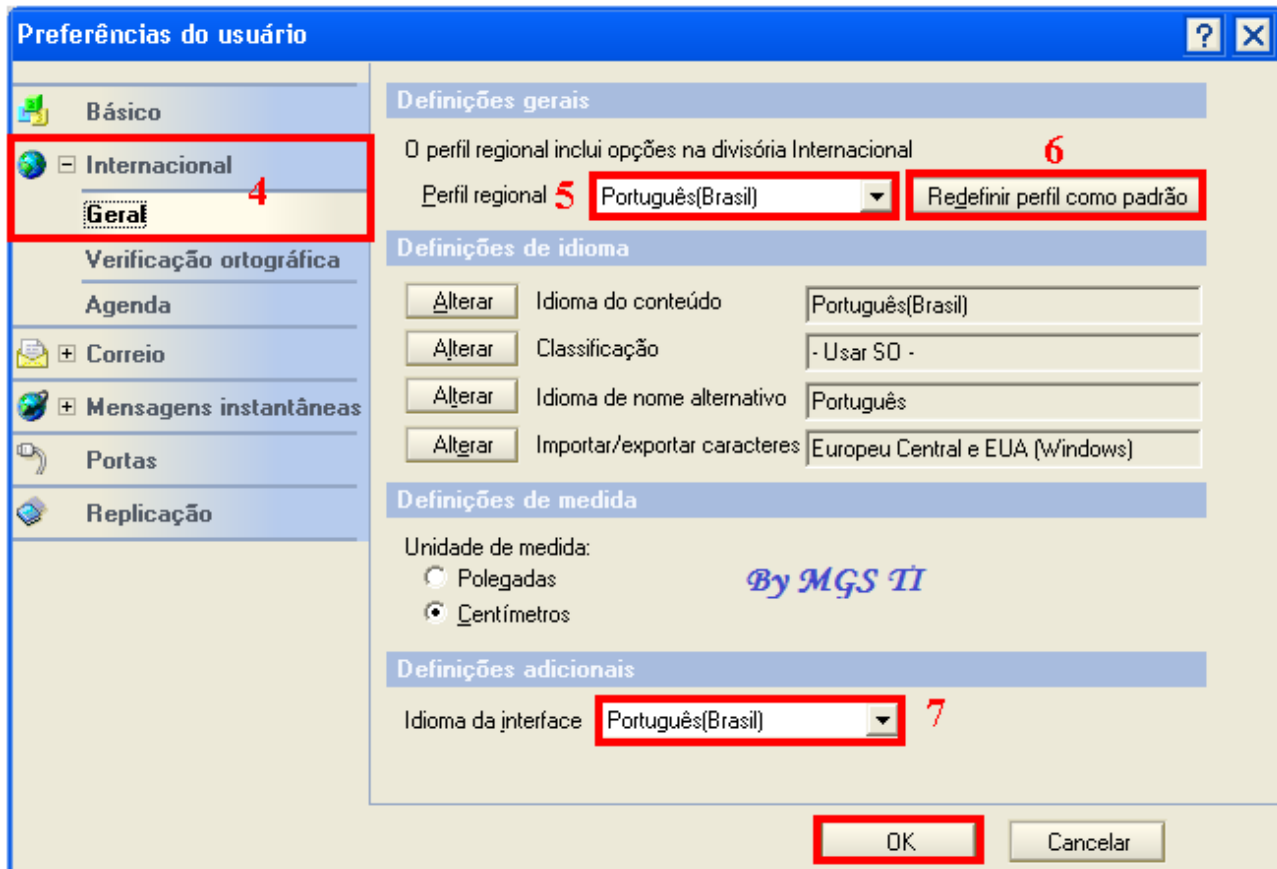 Preferências do usuário
Básico
Internacional
4
Geral
Verificação ortográfica
Agenda
Correio
Mensagens instantâneas
Portas
Replicação
Definições gerais
O perfil regional inclui opções na divisória Internacional
6
Perfil regional 5 Português(Brasil) Redefinir perfil como padrão
Definições de idioma
Alterar Idioma do conteúdo Português(Brasil)
Alterar Classificação - Usar SO -
Alterar Idioma de nome alternativo Português
Alterar Importar/exportar caracteres Europeu Central e EUA (Windows)
Definições de medida
Unidade de medida:
Polegadas
Centímetros
By MGS TI
Definições adicionais
Idioma da interface Português(Brasil) 7
OK Cancelar